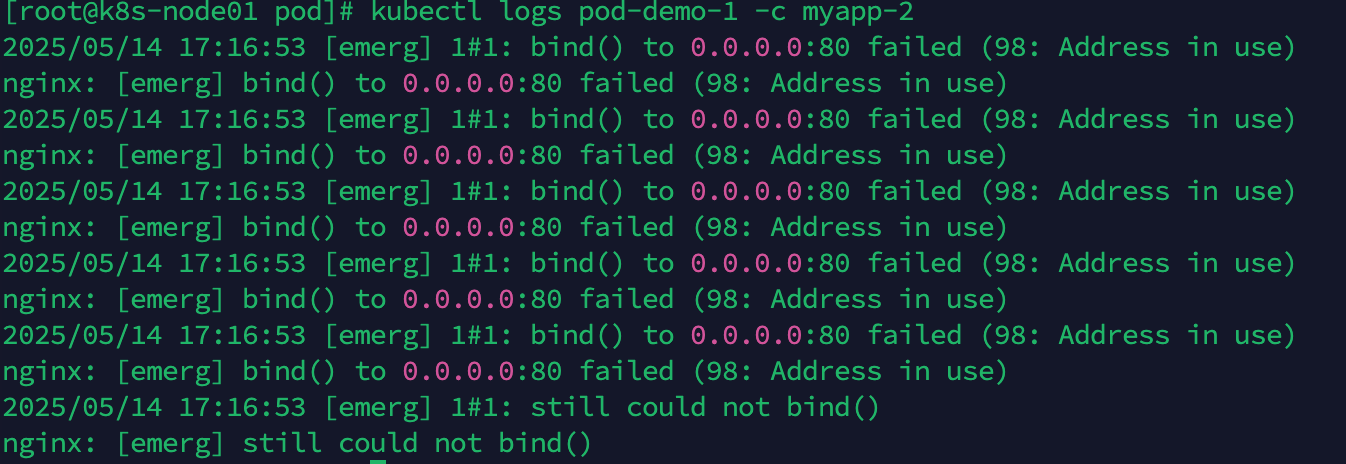 [root@k8s-node01 pod]# kubectl logs pod-demo-1 -c myapp-2
2025/05/14 17:16:53 [emerg] 1#1: bind() to 0.0.0.0:80 failed (98: Address in use)
nginx: [emerg] bind() to 0.0.0.0:80 failed (98: Address in use)
2025/05/14 17:16:53 [emerg] 1#1: bind() to 0.0.0.0:80 failed (98: Address in use)
nginx: [emerg] bind() to 0.0.0.0:80 failed (98: Address in use)
2025/05/14 17:16:53 [emerg] 1#1: bind() to 0.0.0.0:80 failed (98: Address in use)
nginx: [emerg] bind() to 0.0.0.0:80 failed (98: Address in use)
2025/05/14 17:16:53 [emerg] 1#1: bind() to 0.0.0.0:80 failed (98: Address in use)
nginx: [emerg] bind() to 0.0.0.0:80 failed (98: Address in use)
2025/05/14 17:16:53 [emerg] 1#1: bind() to 0.0.0.0:80 failed (98: Address in use)
nginx: [emerg] bind() to 0.0.0.0:80 failed (98: Address in use)
2025/05/14 17:16:53 [emerg] 1#1: still could not bind()
nginx: [emerg] still could not bind()